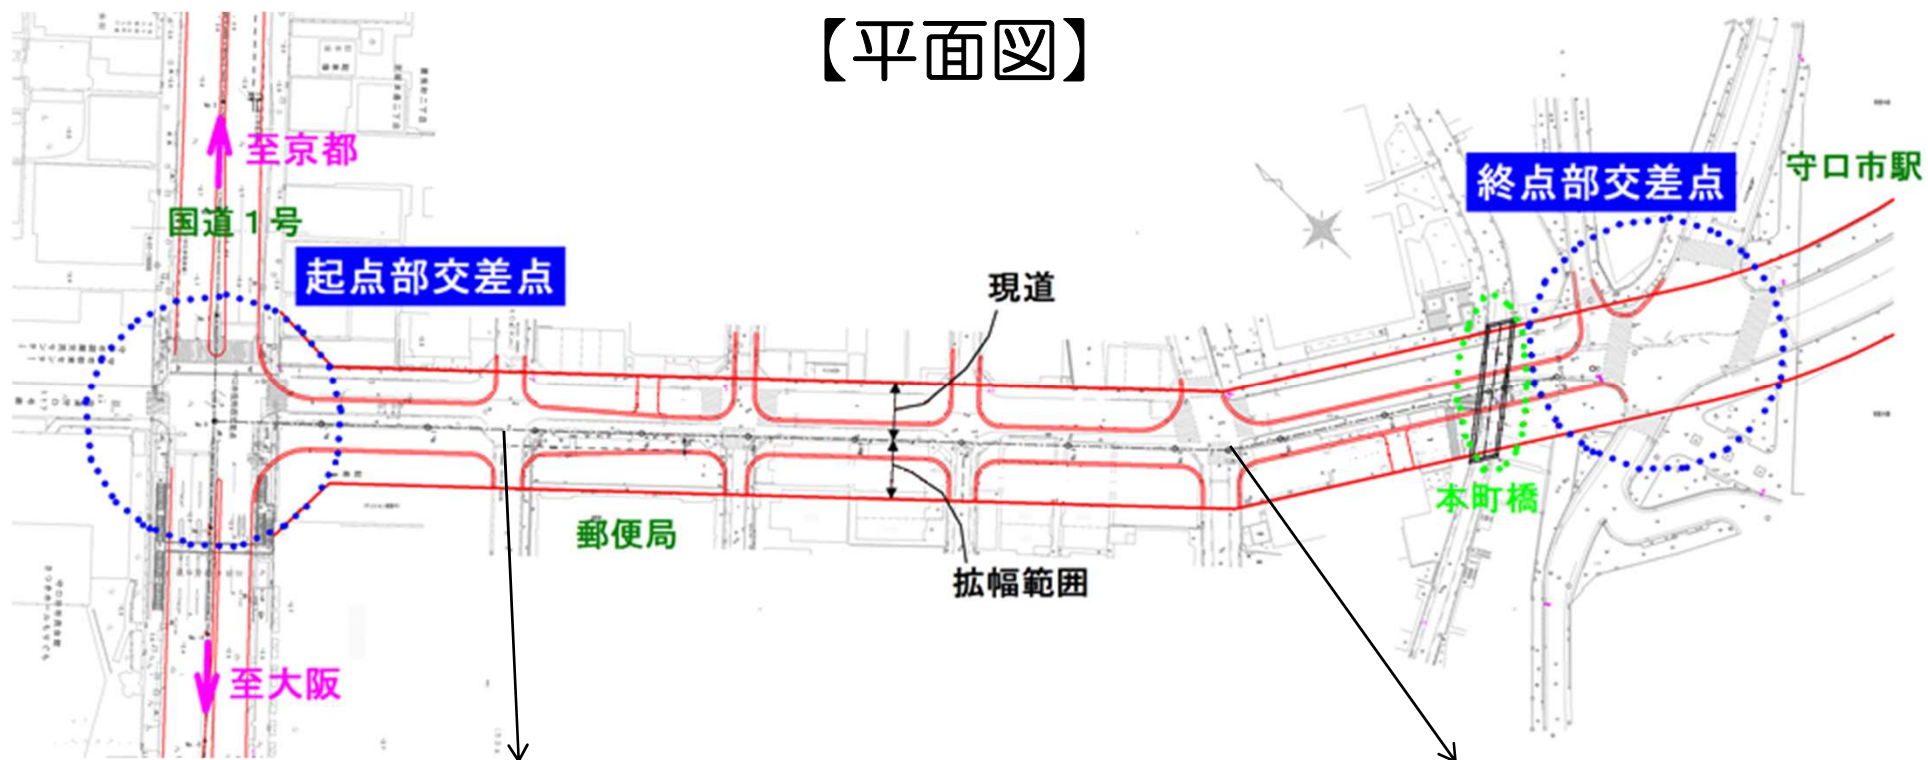 【平面図】
至京都
国道1号
起点部交差点
現道
終点部交差点
守口市駅
本町橋
郵便局
拡幅範囲
至大阪